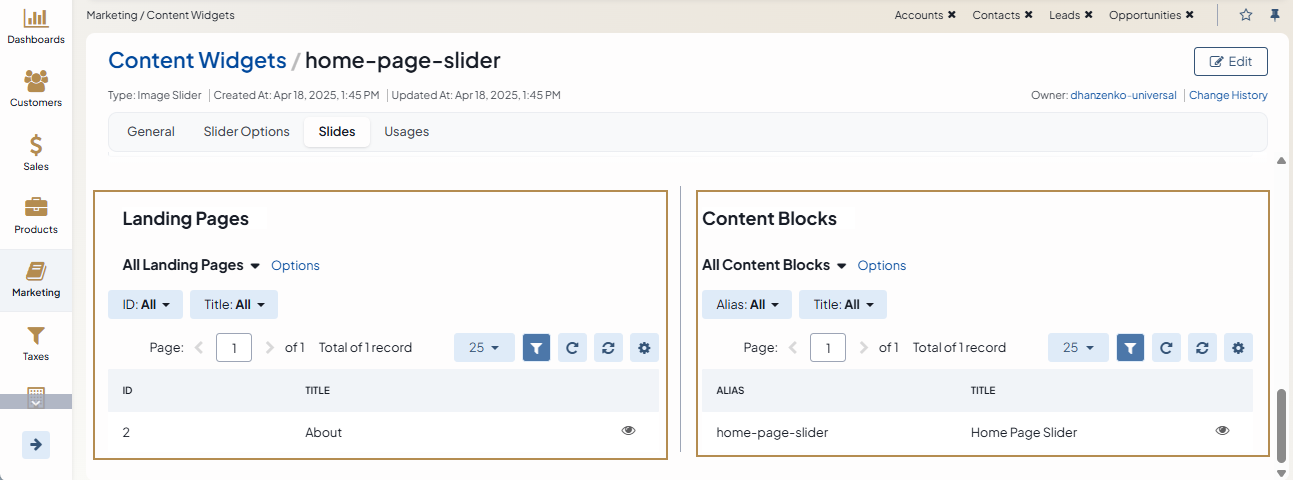 Dashboards
Customers
Sales
Products
Marketing
Taxes
Marketing / Content Widgets
Accounts ✖ Contacts ✖ Leads ✖ Opportunities ✖
Content Widgets / home-page-slider
Edit
Type: Image Slider | Created At: Apr 18, 2025, 1:45 PM | Updated At: Apr 18, 2025, 1:45 PM
Owner: dhanzenko-universal | Change History
General Slider Options Slides Usages
Landing Pages
All Landing Pages Options
ID: All Title: All
Page: 1 of 1 Total of 1 record 25
ID TITLE
2 About
Content Blocks
All Content Blocks Options
Alias: All Title: All
Page: 1 of 1 Total of 1 record 25
ALIAS TITLE
home-page-slider Home Page Slider